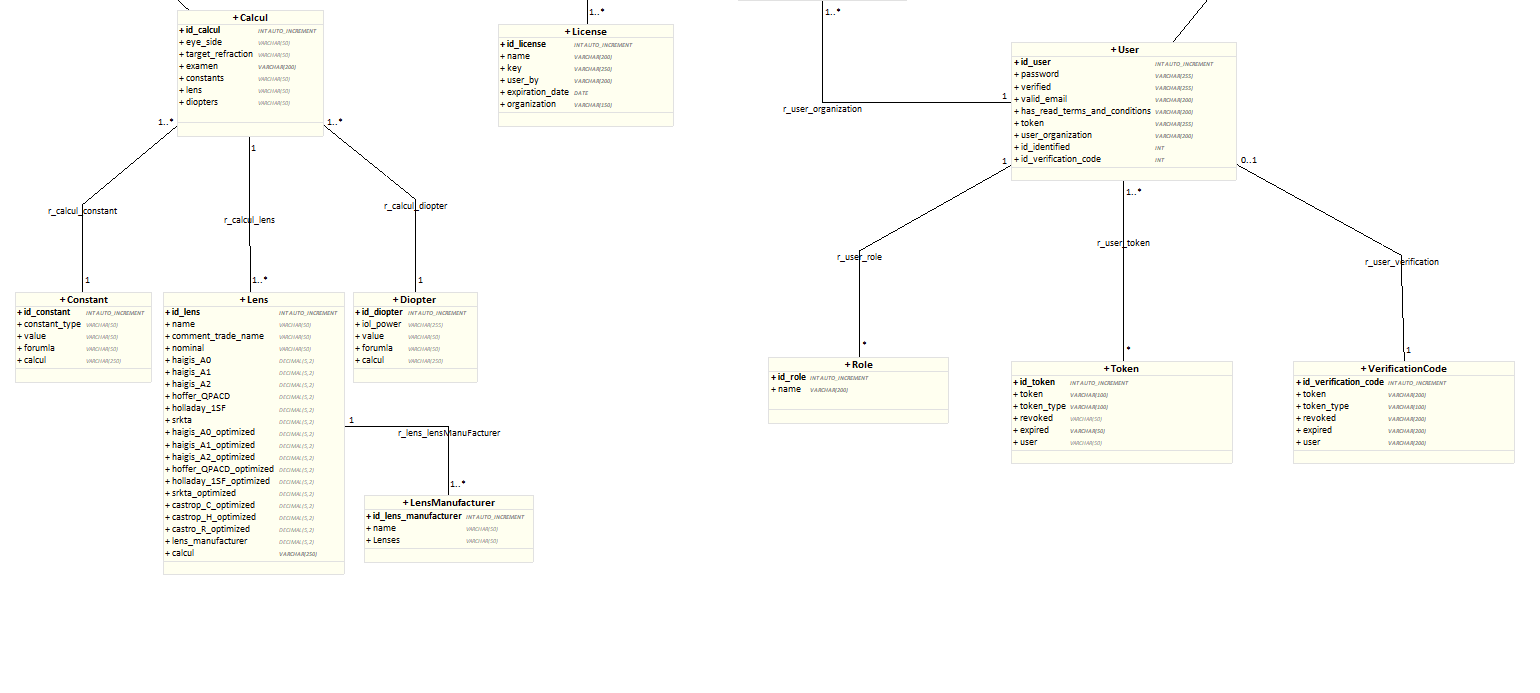 + Calcul
+ id_calcul INT AUTO_INCREMENT
+ eye_side VARCHAR(50)
+ target_refraction VARCHAR(50)
+ examen VARCHAR(200)
+ constants VARCHAR(50)
+ lens VARCHAR(50)
+ diopters VARCHAR(50)
1..*
1..*
1
r_calcul_constant
r_calcul_lens
r_calcul_diopter
1
1..*
1
+ Constant
+ id_constant INT AUTO_INCREMENT
+ constant_type VARCHAR(50)
+ value VARCHAR(50)
+ forumla VARCHAR(50)
+ calcul VARCHAR(250)
+ Lens
+ id_lens INT AUTO_INCREMENT
+ name VARCHAR(50)
+ comment_trade_name VARCHAR(50)
+ nominal VARCHAR(50)
+ haigis_A0 DECIMAL(5,2)
+ haigis_A1 DECIMAL(5,2)
+ haigis_A2 DECIMAL(5,2)
+ hoffer_QPACD DECIMAL(5,2)
+ holladay_1SF DECIMAL(5,2)
+ srkta DECIMAL(5,2)
+ haigis_A0_optimized DECIMAL(5,2)
+ haigis_A1_optimized DECIMAL(5,2)
+ haigis_A2_optimized DECIMAL(5,2)
+ hoffer_QPACD_optimized DECIMAL(5,2)
+ holladay_1SF_optimized DECIMAL(5,2)
+ srkta_optimized DECIMAL(5,2)
+ castrop_C_optimized DECIMAL(5,2)
+ castrop_H_optimized DECIMAL(5,2)
+ castro_R_optimized DECIMAL(5,2)
+ lens_manufacturer DECIMAL(5,2)
+ calcul VARCHAR(250)
+ Diopter
+ id_diopter INT AUTO_INCREMENT
+ iol_power VARCHAR(255)
+ value VARCHAR(50)
+ forumla VARCHAR(50)
+ calcul VARCHAR(250)
1
r_lens_lensManuFacturer
1..*
+ LensManufacturer
+ id_lens_manufacturer INT AUTO_INCREMENT
+ name VARCHAR(50)
+ Lenses VARCHAR(50)
1..*
+ License
+ id_license INT AUTO_INCREMENT
+ name VARCHAR(200)
+ key VARCHAR(250)
+ user_by VARCHAR(200)
+ expiration_date DATE
+ organization VARCHAR(150)
1..*
r_user_organization
1
+ User
+ id_user INT AUTO_INCREMENT
+ password VARCHAR(255)
+ verified VARCHAR(255)
+ valid_email VARCHAR(200)
+ has_read_terms_and_conditions VARCHAR(200)
+ token VARCHAR(255)
+ user_organization VARCHAR(200)
+ id_identified INT
+ id_verification_code INT
1
0..1
1..*
r_user_role
r_user_token
r_user_verification
*
*
1
+ Role
+ id_role INT AUTO_INCREMENT
+ name VARCHAR(200)
+ Token
+ id_token INT AUTO_INCREMENT
+ token VARCHAR(100)
+ token_type VARCHAR(100)
+ revoked VARCHAR(50)
+ expired VARCHAR(50)
+ user VARCHAR(50)
+ VerificationCode
+ id_verification_code INT AUTO_INCREMENT
+ token VARCHAR(200)
+ token_type VARCHAR(100)
+ revoked VARCHAR(200)
+ expired VARCHAR(200)
+ user VARCHAR(200)